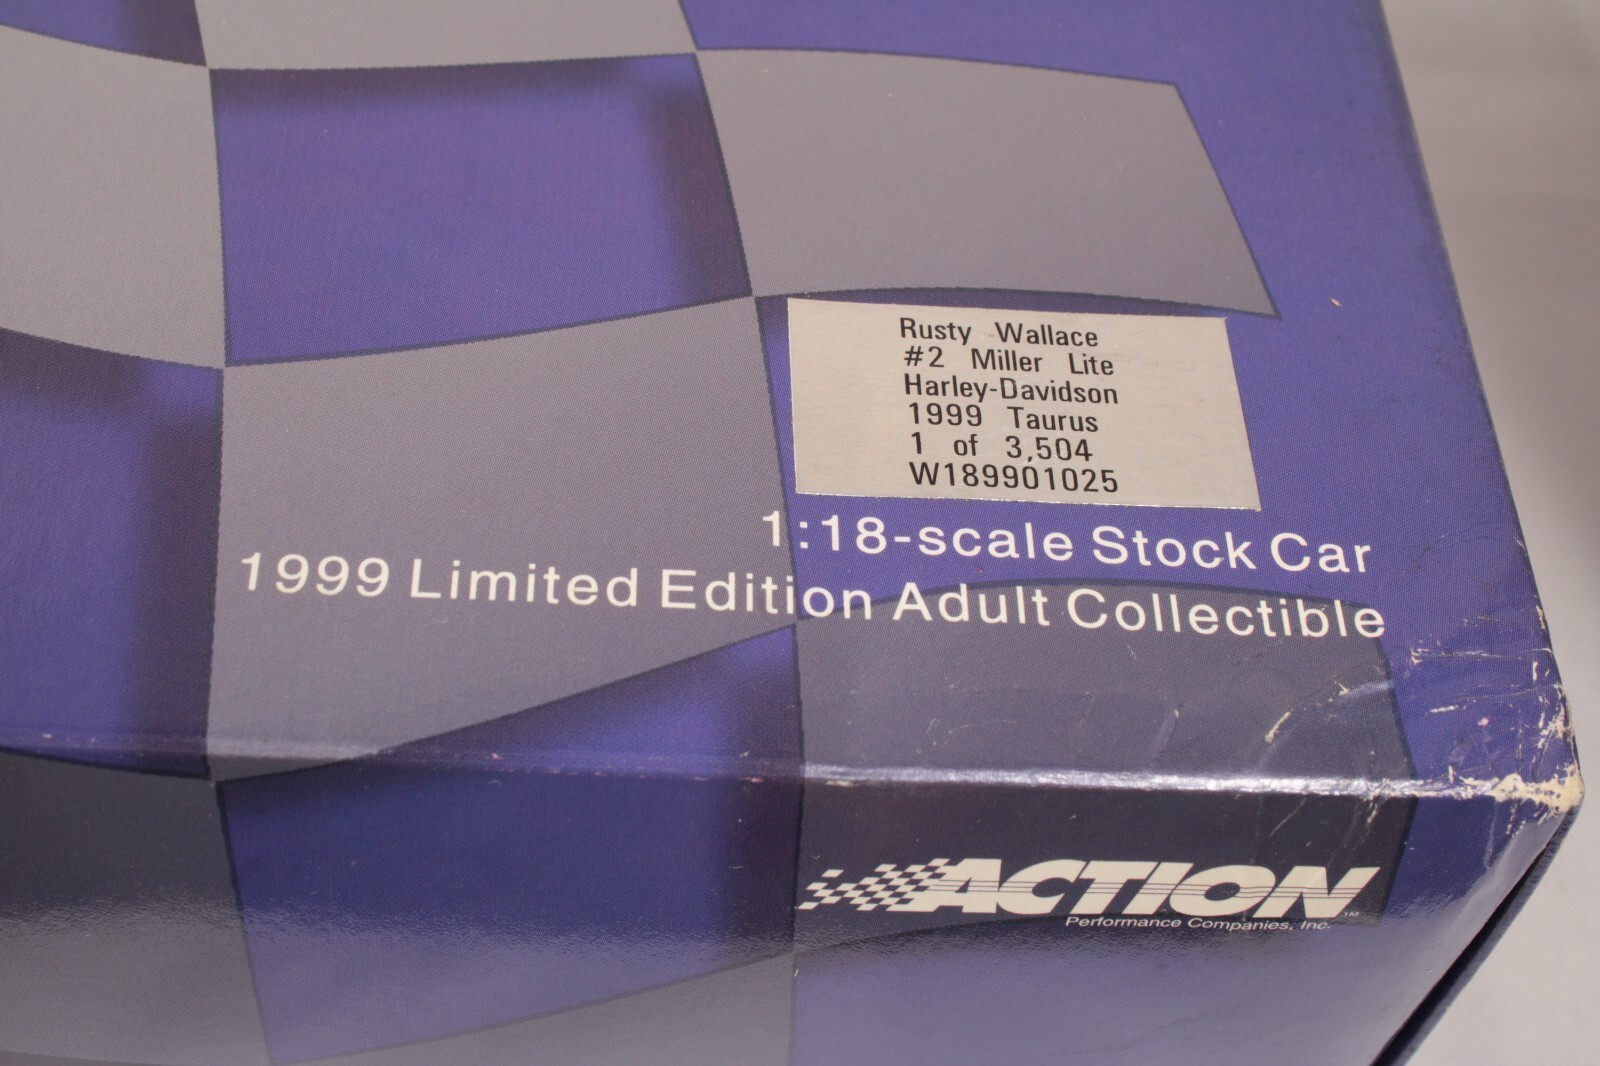 Rusty Wallace
#2 Miller Lite
Harley-Davidson
1999 Taurus
1 of 3,504
W189901025
1:18-scale Stock Car
1999 Limited Edition Adult Collectible
ACTION™
Performance Companies, Inc.